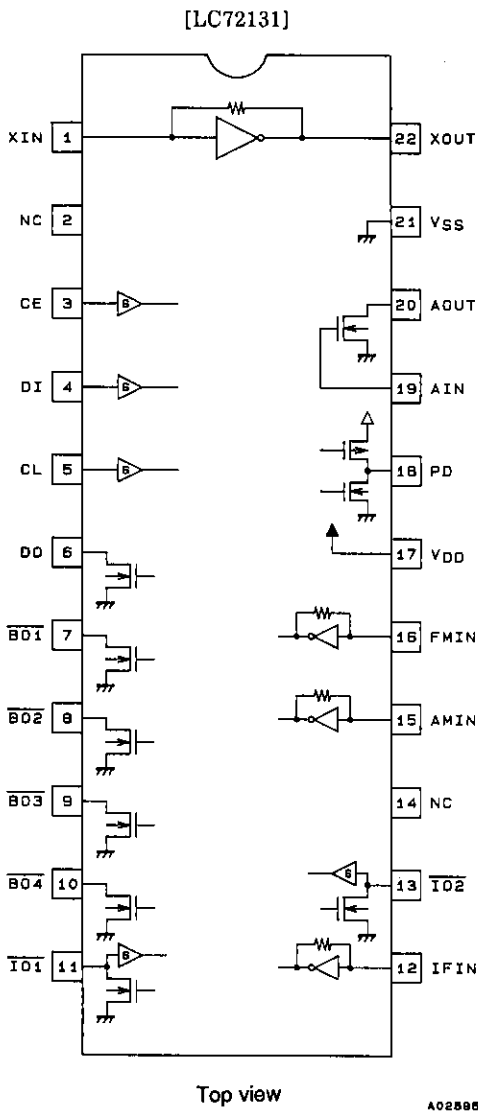 [LC72131]
XIN 1 22 XOUT
NC 2 21 VSS
CE 3 S 20 AOUT
19 AIN
DI 4 S
CL 5 S 18 PD
DO 6 17 VDD
BO1 7 16 FMIN
BO2 8 15 AMIN
BO3 9 14 NC
BO4 10 S 13 IO2
IO1 11 S 12 IFIN
Top view